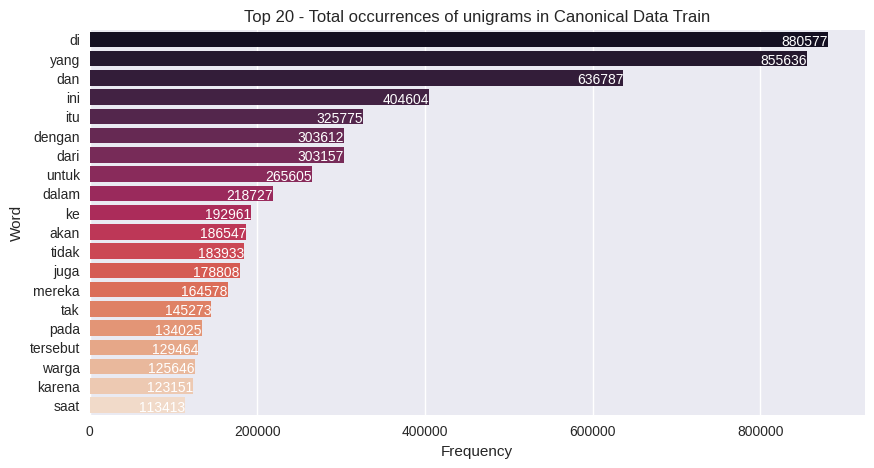 Top 20 - Total occurrences of unigrams in Canonical Data Train
di 880577
yang 855636
dan 636787
ini 404604
itu 325775
dengan 303612
dari 303157
untuk 265605
dalam 218727
ke 192961
akan 186547
tidak 183933
juga 178808
mereka 164578
tak 145273
pada 134025
tersebut 129464
warga 125646
karena 123151
saat 113413
Word
0 200000 400000 600000 800000
Frequency